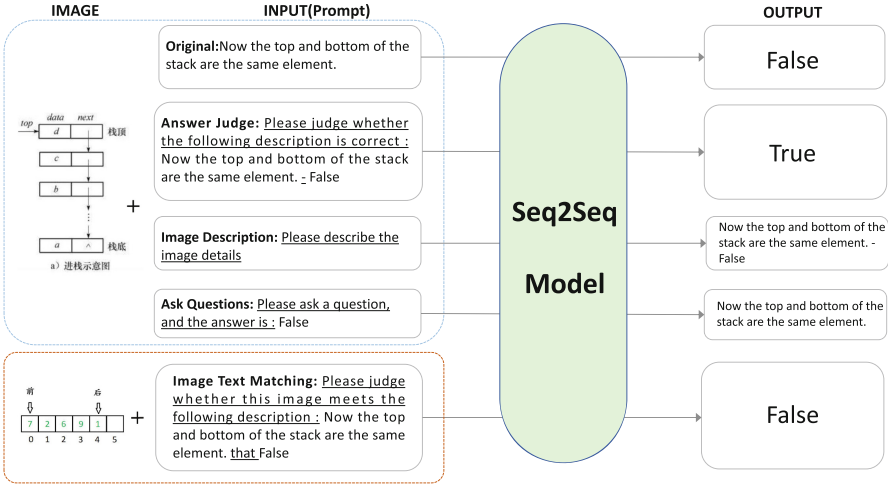 IMAGE
INPUT(Prompt)
OUTPUT
Original:Now the top and bottom of the
stack are the same element.
False
Answer Judge: Please judge whether
the following description is correct :
Now the top and bottom of the stack
are the same element. - False
True
data next
top
d
栈顶
c
b
⋮
a ^
栈底
a）进栈示意图
+
Image Description: Please describe the
image details
Now the top and bottom of the
stack are the same element. -
False
Ask Questions: Please ask a question,
and the answer is : False
Now the top and bottom of the
stack are the same element.
Seq2Seq
Model
前 后
7 2 6 9 1
0 1 2 3 4 5
+
Image Text Matching: Please judge
whether this image meets the
following description : Now the top
and bottom of the stack are the same
element. that False
False